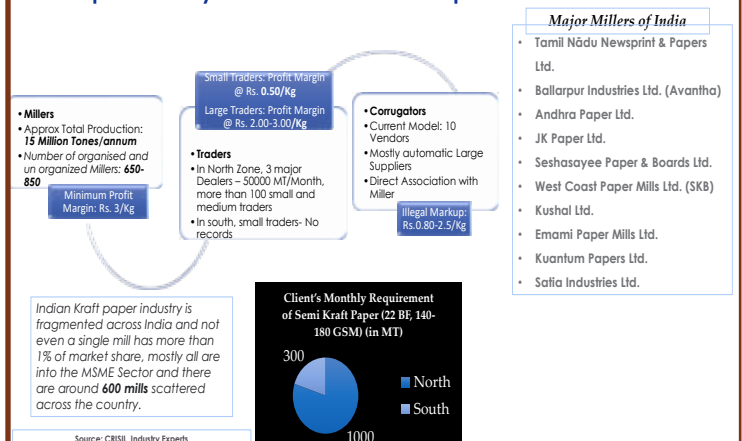 Major Millers of India
• Tamil Nādu Newsprint & Papers
Ltd.
• Ballarpur Industries Ltd. (Avantha)
• Andhra Paper Ltd.
• JK Paper Ltd.
• Seshasayee Paper & Boards Ltd.
• West Coast Paper Mills Ltd. (SKB)
• Kushal Ltd.
• Emami Paper Mills Ltd.
• Kuantum Papers Ltd.
• Satia Industries Ltd.
• Millers
• Approx Total Production:
15 Million Tones/annum
• Number of organised and
un organized Millers: 650-
850
Minimum Profit
Margin: Rs. 3/Kg
Small Traders: Profit Margin
@ Rs. 0.50/Kg
Large Traders: Profit Margin
@ Rs. 2.00-3.00/Kg
• Traders
• In North Zone, 3 major
Dealers – 50000 MT/Month,
more than 100 small and
medium traders
• In south, small traders- No
records
• Corrugators
• Current Model: 10
Vendors
• Mostly automatic Large
Suppliers
• Direct Association with
Miller
Illegal Markup:
Rs.0.80-2.5/Kg
Indian Kraft paper industry is
fragmented across India and not
even a single mill has more than
1% of market share, mostly all are
into the MSME Sector and there
are around 600 mills scattered
across the country.
Client's Monthly Requirement
of Semi Kraft Paper (22 BF, 140-
180 GSM) (in MT)
300
North
South
1000
Source: CRISIL, Industry Experts